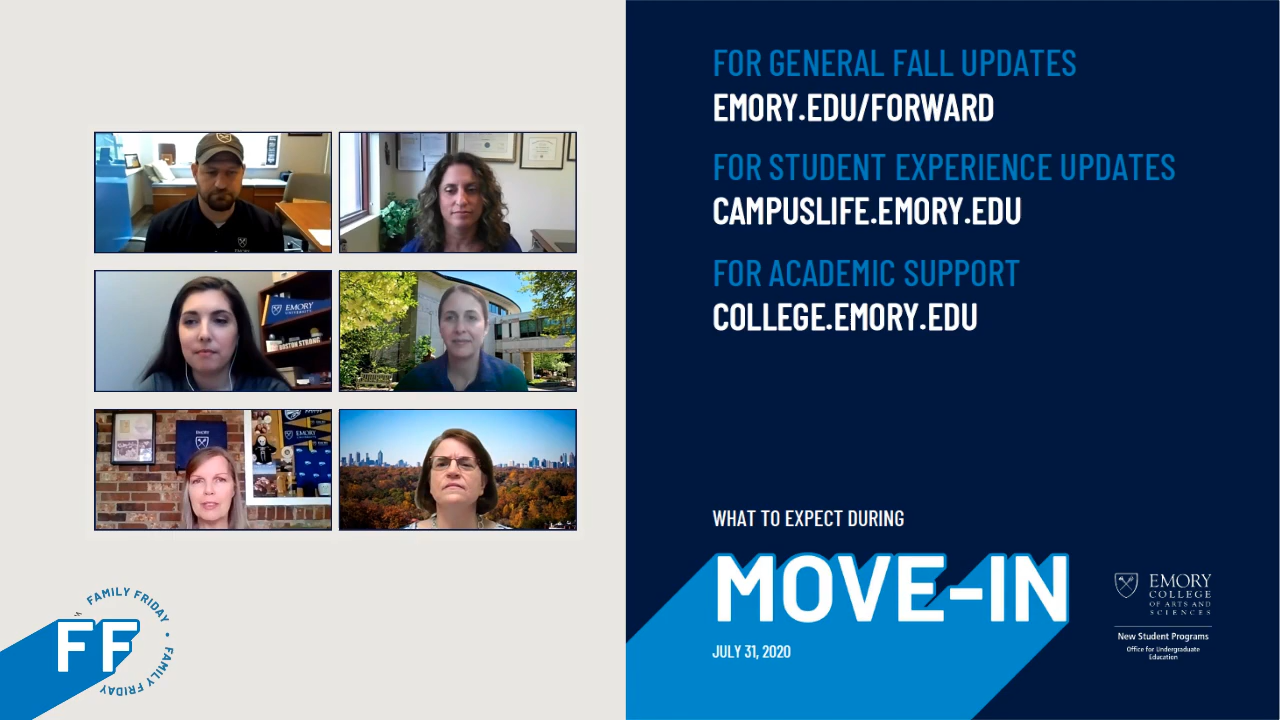 FOR GENERAL FALL UPDATES
EMORY.EDU/FORWARD
FOR STUDENT EXPERIENCE UPDATES
CAMPUSLIFE.EMORY.EDU
FOR ACADEMIC SUPPORT
COLLEGE.EMORY.EDU
WHAT TO EXPECT DURING
MOVE-IN
JULY 31, 2020
EMORY
COLLEGE
OF ARTS AND
SCIENCES
New Student Programs
Office for Undergraduate
Education
EMORY
UNIVERSITY
BOSTON STRONG
EMORY
FAMILY FRIDAY
FF
FAMILY FRIDAY